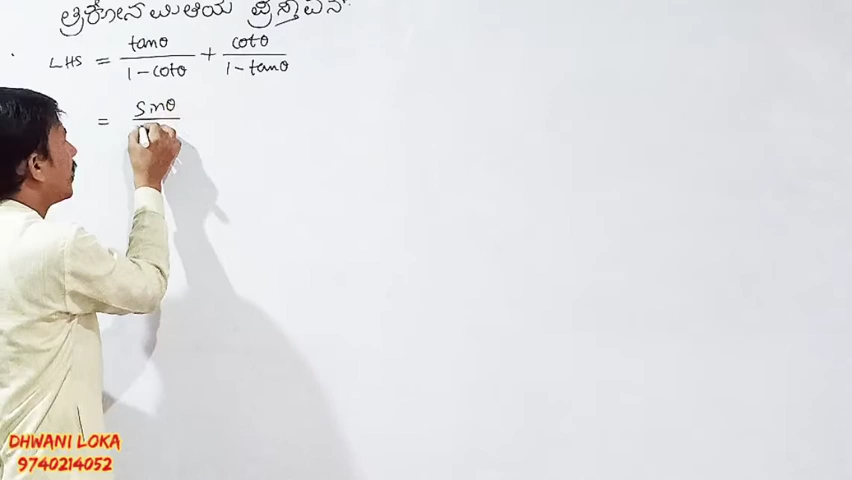 ತ್ರಿಕೋನಮಿತಿಯ ಪ್ರಸ್ತಾವನೆ
LHS = tanθ / 1 - cotθ + cotθ / 1 - tanθ
= sinθ
DHWANI LOKA
9740214052